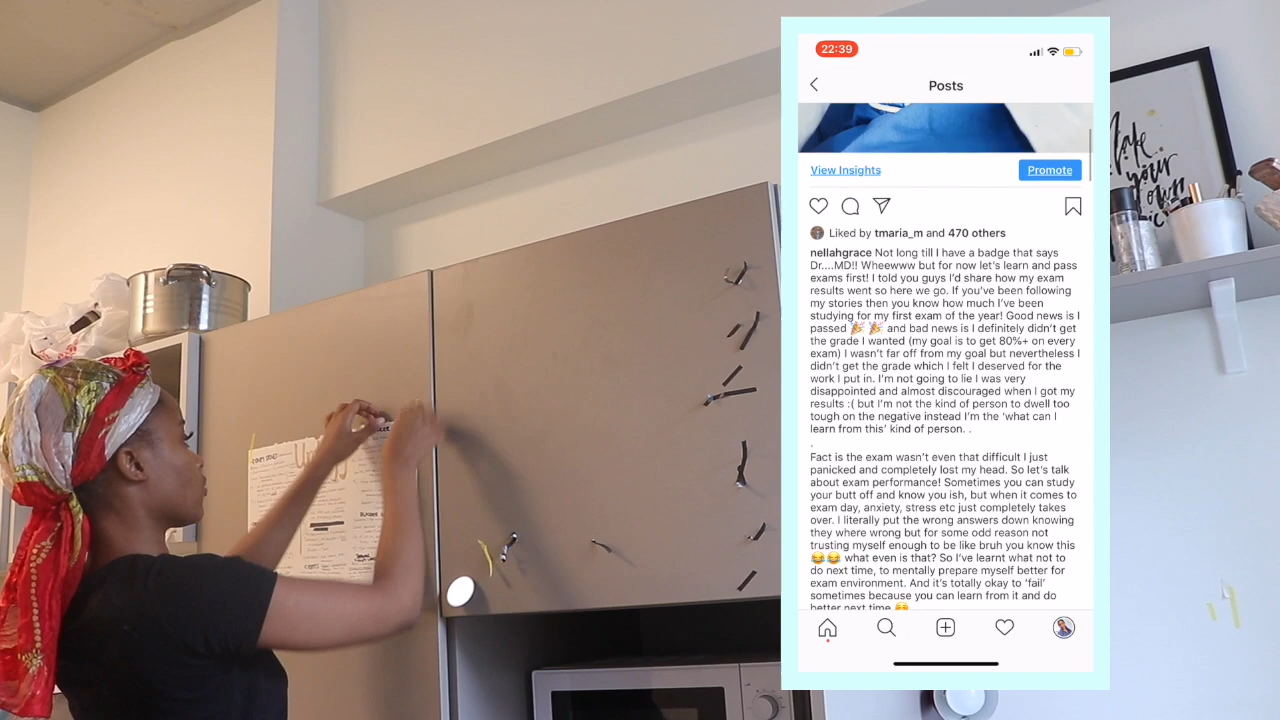 22:39
Posts
View Insights
Promote
Liked by tmaria_m and 470 others
nellahgrace Not long till I have a badge that says
Dr....MD!! Wheewww but for now let's learn and pass
exams first! I told you guys I'd share how my exam
results went so here we go. If you've been following
my stories then you know how much I've been
studying for my first exam of the year! Good news is I
passed 🎉 🎉 and bad news is I definitely didn't get
the grade I wanted (my goal is to get 80%+ on every
exam) I wasn't far off from my goal but nevertheless I
didn't get the grade which I felt I deserved for the
work I put in. I'm not going to lie I was very
disappointed and almost discouraged when I got my
results :( but I'm not the kind of person to dwell too
tough on the negative instead I'm the 'what can I
learn from this' kind of person. .
.
Fact is the exam wasn't even that difficult I just
panicked and completely lost my head. So let's talk
about exam performance! Sometimes you can study
your butt off and know you ish, but when it comes to
exam day, anxiety, stress etc just completely takes
over. I literally put the wrong answers down knowing
they where wrong but for some odd reason not
trusting myself enough to be like bruh you know this
😂😂 what even is that? So I've learnt what not to
do next time, to mentally prepare myself better for
exam environment. And it's totally okay to 'fail'
sometimes because you can learn from it and do
better next time 😊
Make
your
own